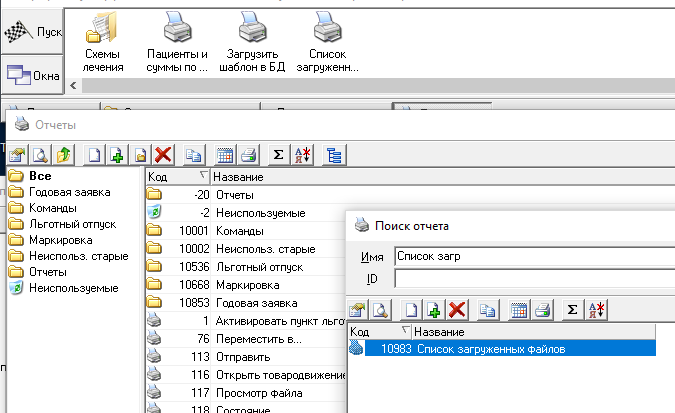 Пуск
Окна
Схемы
лечения
Пациенты и
суммы по ...
Загрузить
шаблон в БД
Список
загруженн...
Отчеты
Все
Годовая заявка
Команды
Льготный отпуск
Маркировка
Неиспольз. старые
Отчеты
Неиспользуемые
Код Название
-20 Отчеты
-2 Неиспользуемые
10001 Команды
10002 Неиспольз. старые
10536 Льготный отпуск
10668 Маркировка
10853 Годовая заявка
1 Активировать пункт льго
76 Переместить в...
113 Отправить
116 Открыть товародвижение
117 Просмотр файла
118 Состояние
Поиск отчета
Имя Список загр
ID
Код Название
10983 Список загруженных файлов